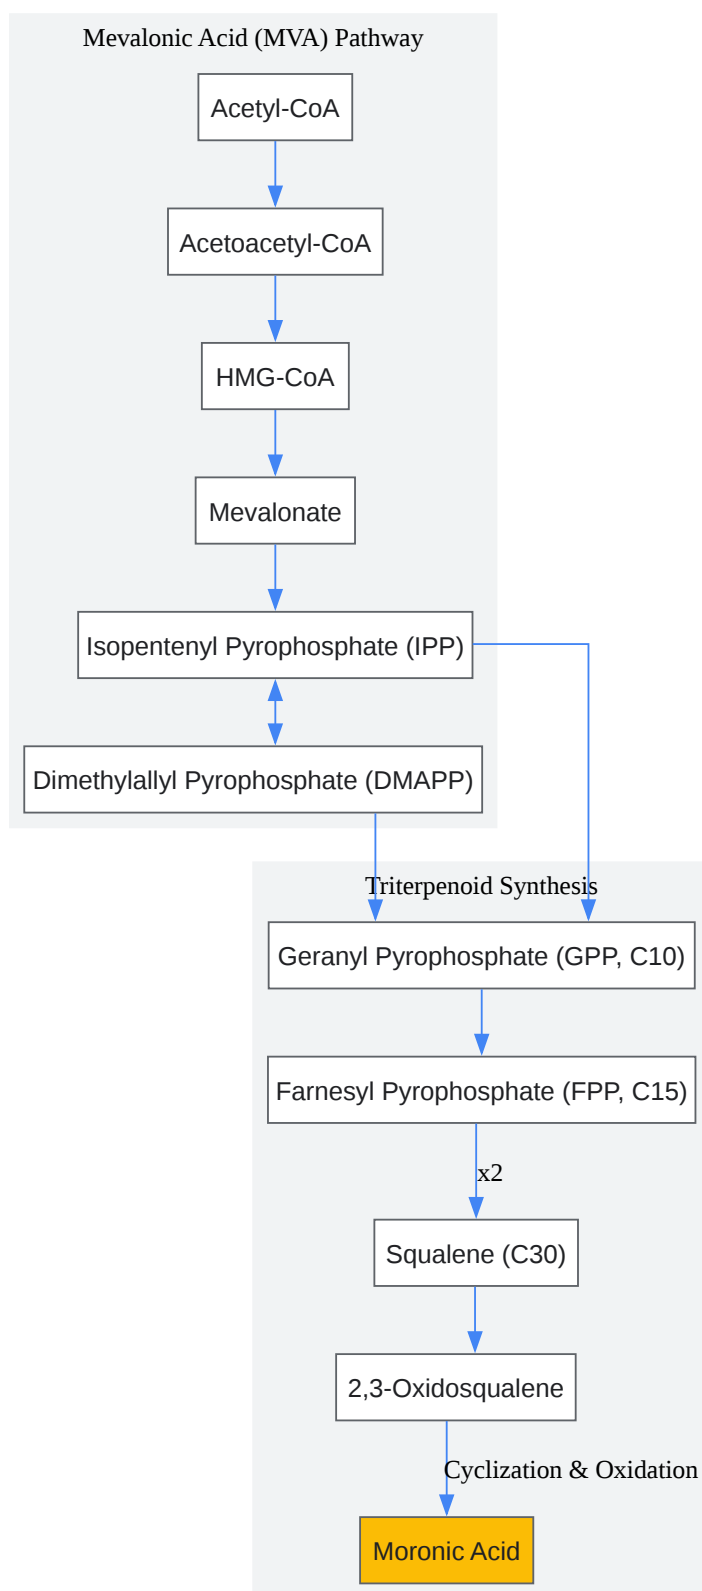 Mevalonic Acid (MVA) Pathway
Acetyl-CoA
Acetoacetyl-CoA
HMG-CoA
Mevalonate
Isopentenyl Pyrophosphate (IPP)
Dimethylallyl Pyrophosphate (DMAPP)
Triterpenoid Synthesis
Geranyl Pyrophosphate (GPP, C10)
Farnesyl Pyrophosphate (FPP, C15)
x2
Squalene (C30)
2,3-Oxidosqualene
Cyclization & Oxidation
Moronic Acid